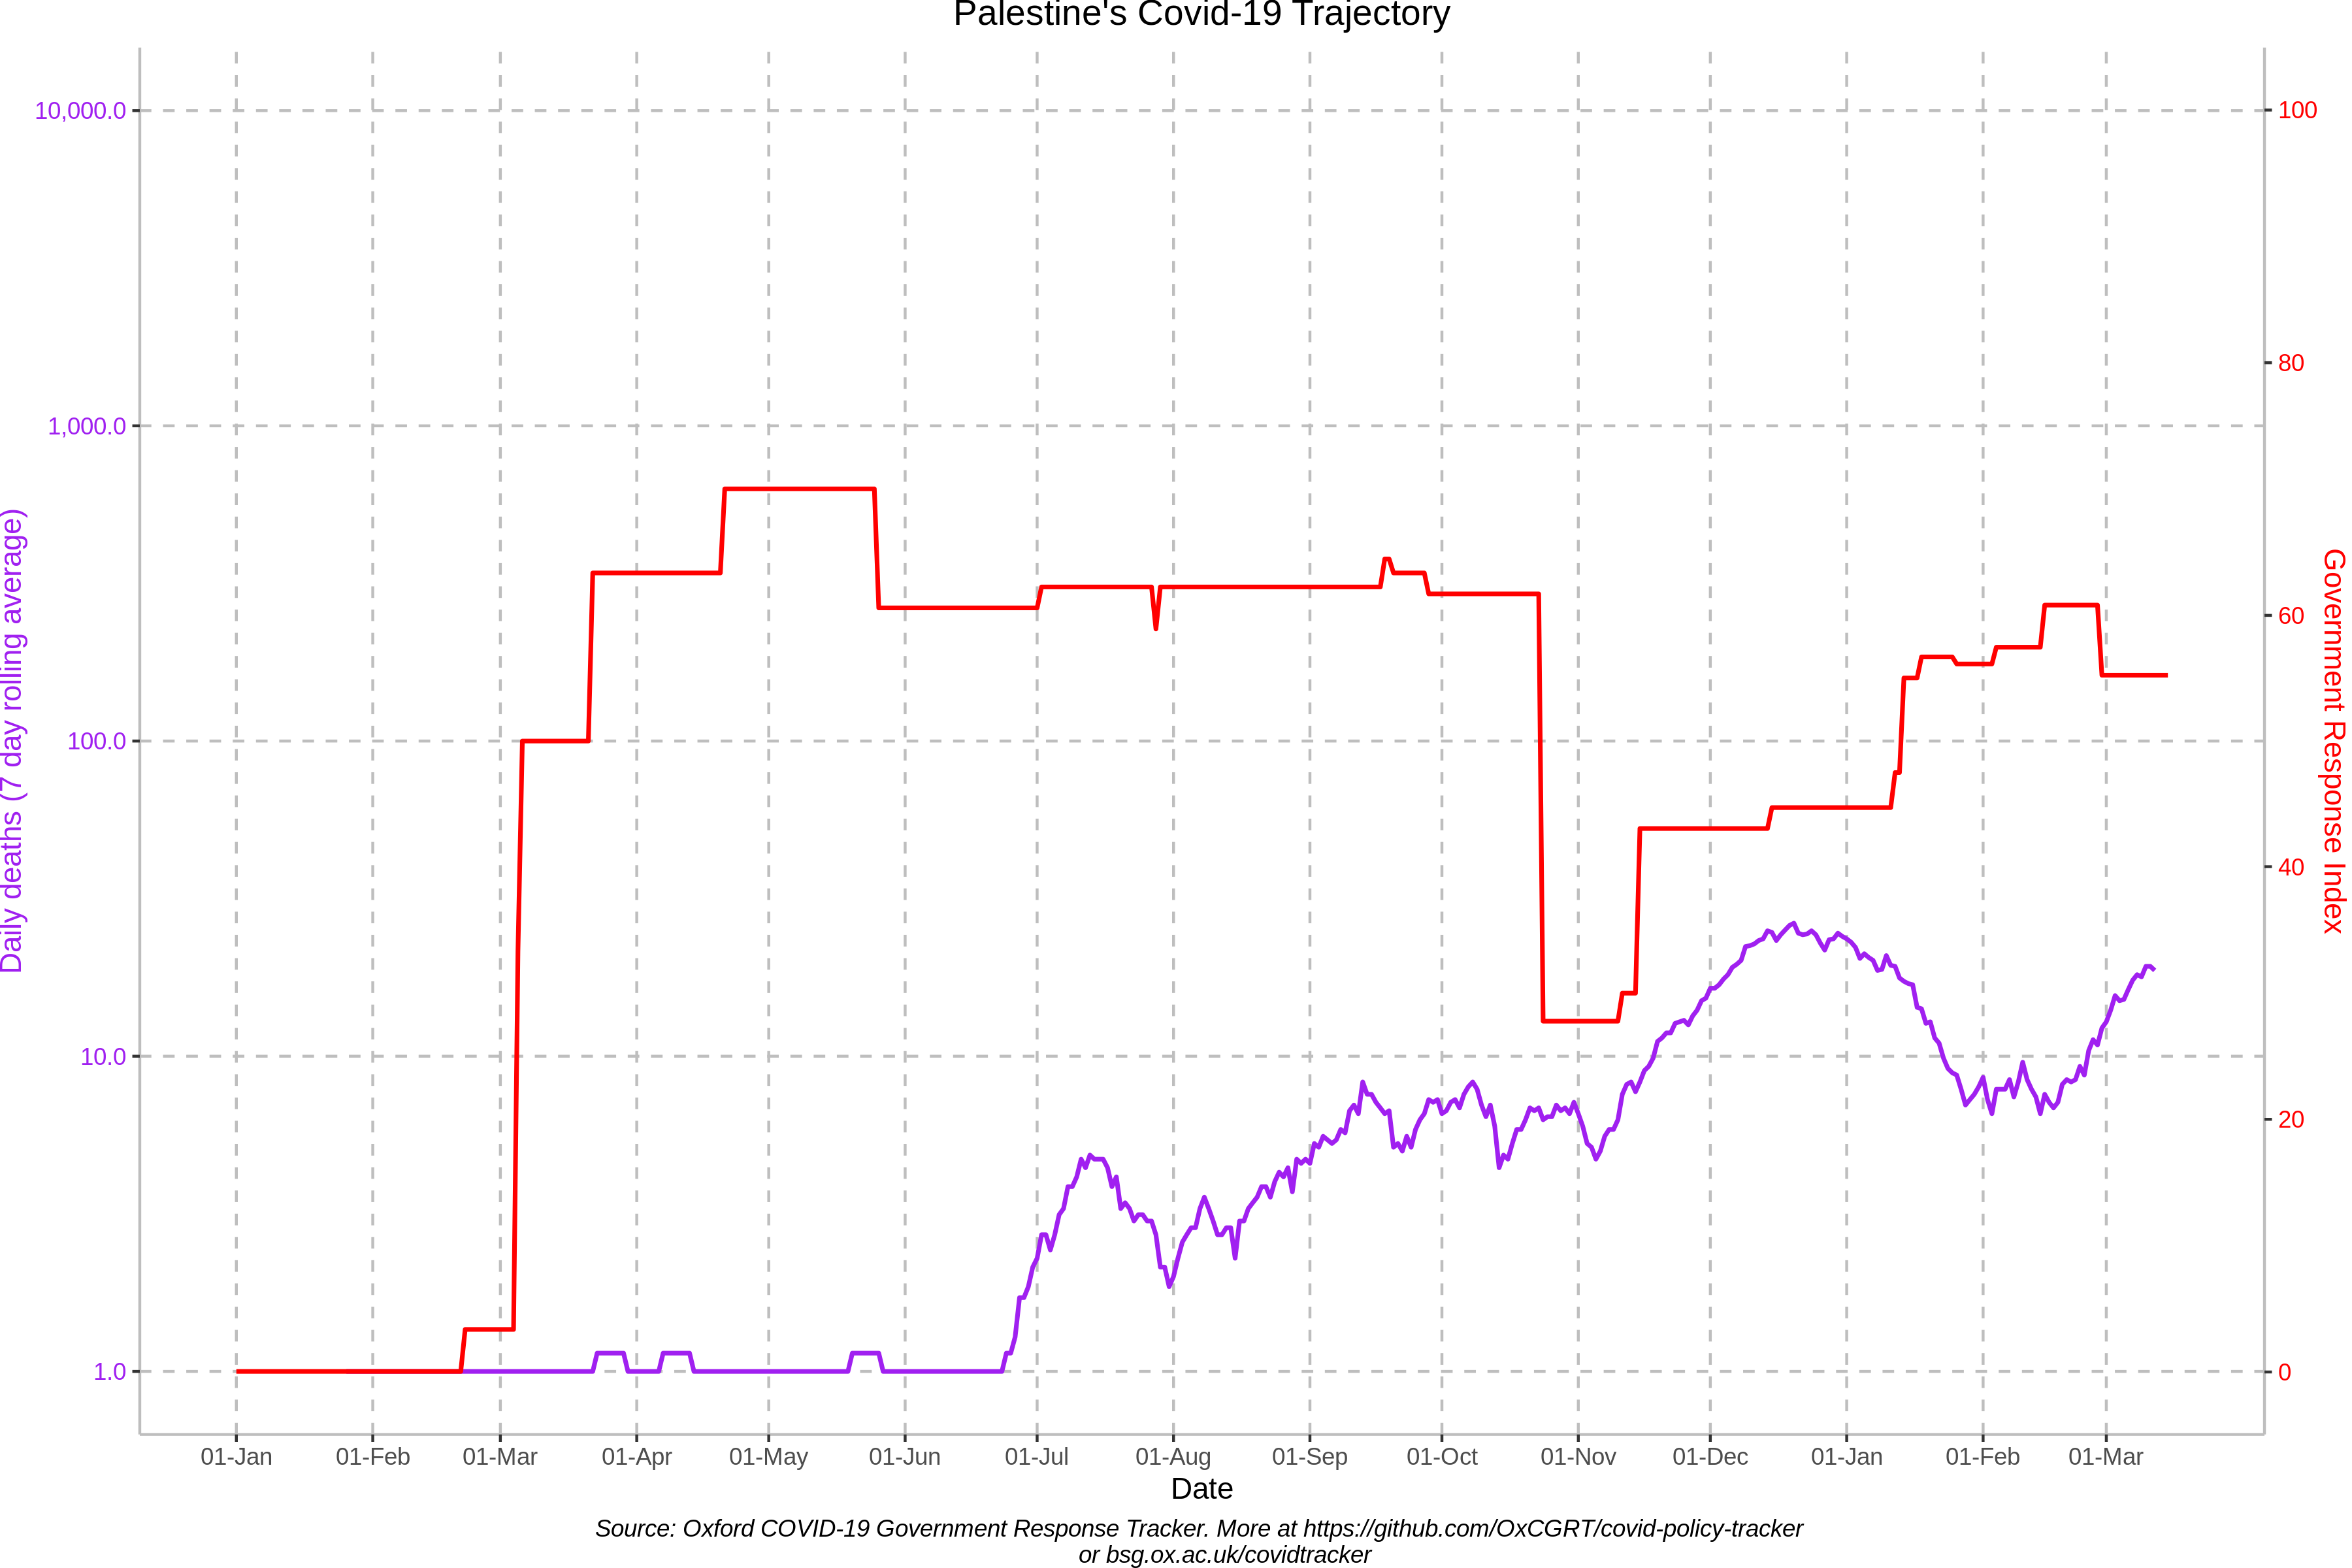 Palestine's Covid-19 Trajectory
10,000.0
1,000.0
100.0
10.0
1.0
Daily deaths (7 day rolling average)
100
80
60
40
20
0
Government Response Index
01-Jan 01-Feb 01-Mar 01-Apr 01-May 01-Jun 01-Jul 01-Aug 01-Sep 01-Oct 01-Nov 01-Dec 01-Jan 01-Feb 01-Mar
Date
Source: Oxford COVID-19 Government Response Tracker. More at https://github.com/OxCGRT/covid-policy-tracker
or bsg.ox.ac.uk/covidtracker